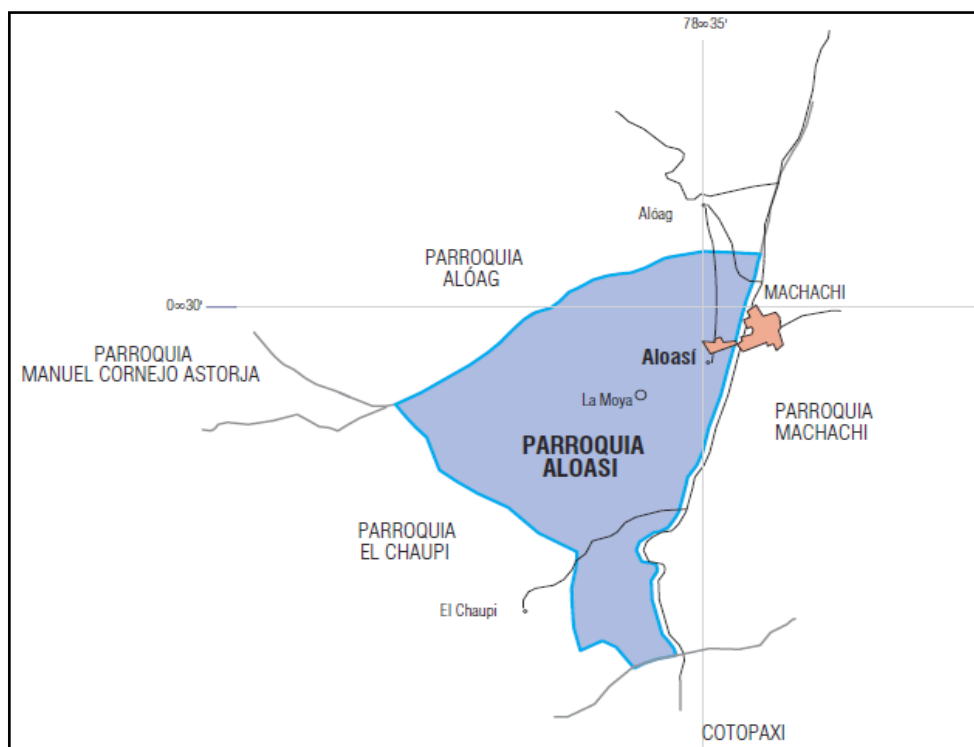 78∞35'
Alóag
PARROQUIA
ALÓAG
MACHACHI
0∞30'
PARROQUIA
MANUEL CORNEJO ASTORJA
Aloasí
La Moya
PARROQUIA
MACHACHI
PARROQUIA
ALOASI
PARROQUIA
EL CHAUPI
El Chaupi
COTOPAXI